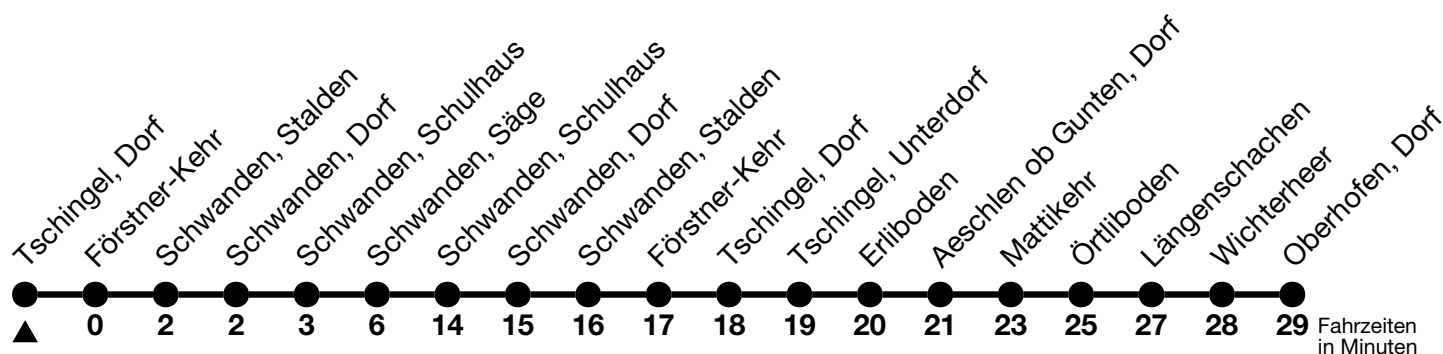 Tschingel, Dorf
Förstner-Kehr
Schwanden, Stalden
Schwanden, Dorf
Schwanden, Schulhaus
Schwanden, Säge
Schwanden, Schulhaus
Schwanden, Dorf
Schwanden, Stalden
Förstner-Kehr
Tschingel, Dorf
Tschingel, Unterdorf
Erliboden
Aeschlen ob Gunten, Dorf
Mattikehr
Örtliboden
Längenschachen
Wichterheer
Oberhofen, Dorf
0 2 2 3 6 14 15 16 17 18 19 20 21 23 25 27 28 29 Fahrzeiten
in Minuten